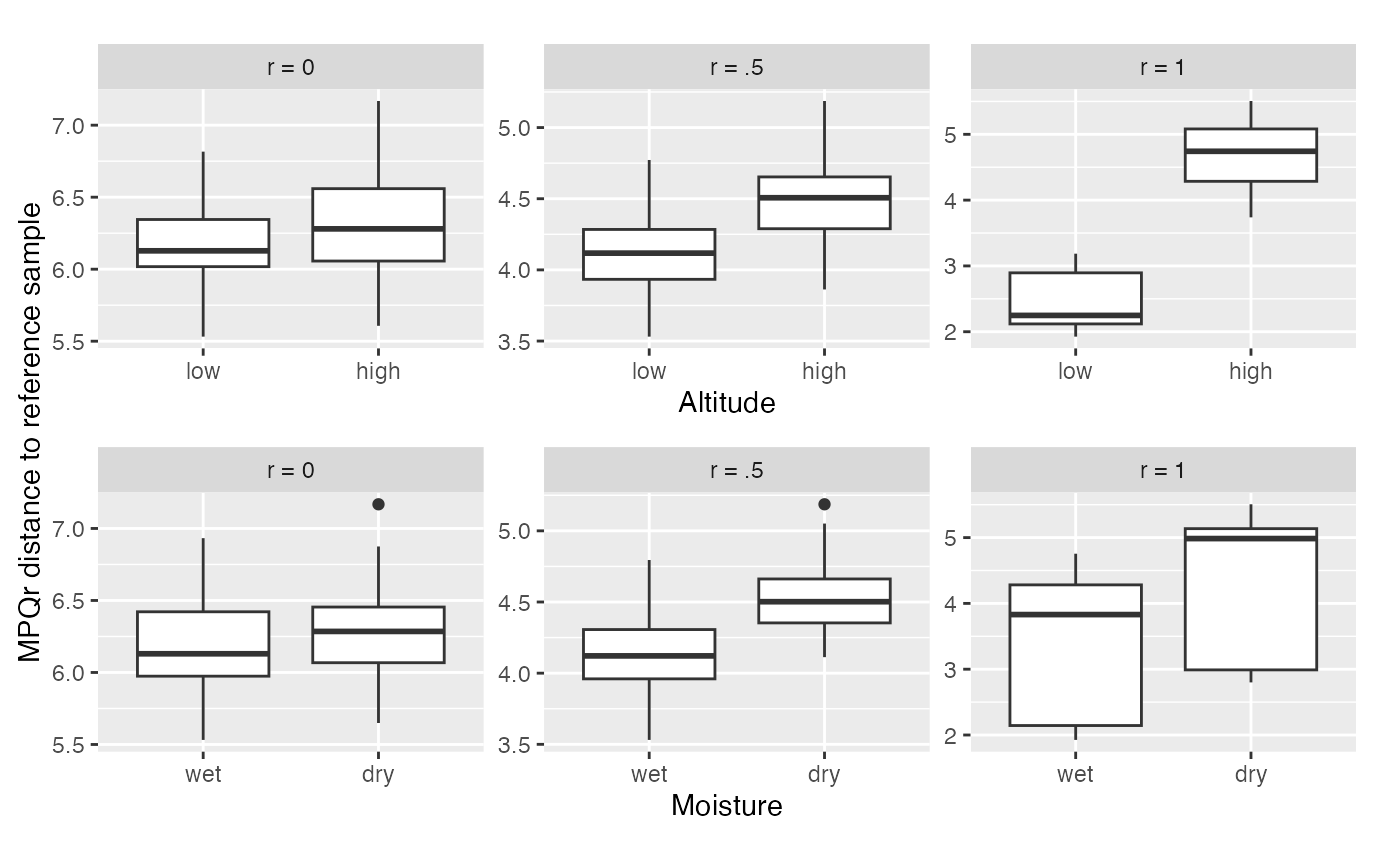 MPQr distance to reference sample
r = 0
r = .5
r = 1
7.0
6.5
6.0
5.5
low
high
5.0
4.5
4.0
3.5
low
high
5
4
3
2
low
high
Altitude
r = 0
r = .5
r = 1
7.0
6.5
6.0
5.5
wet
dry
5.0
4.5
4.0
3.5
wet
dry
5
4
3
2
wet
dry
Moisture